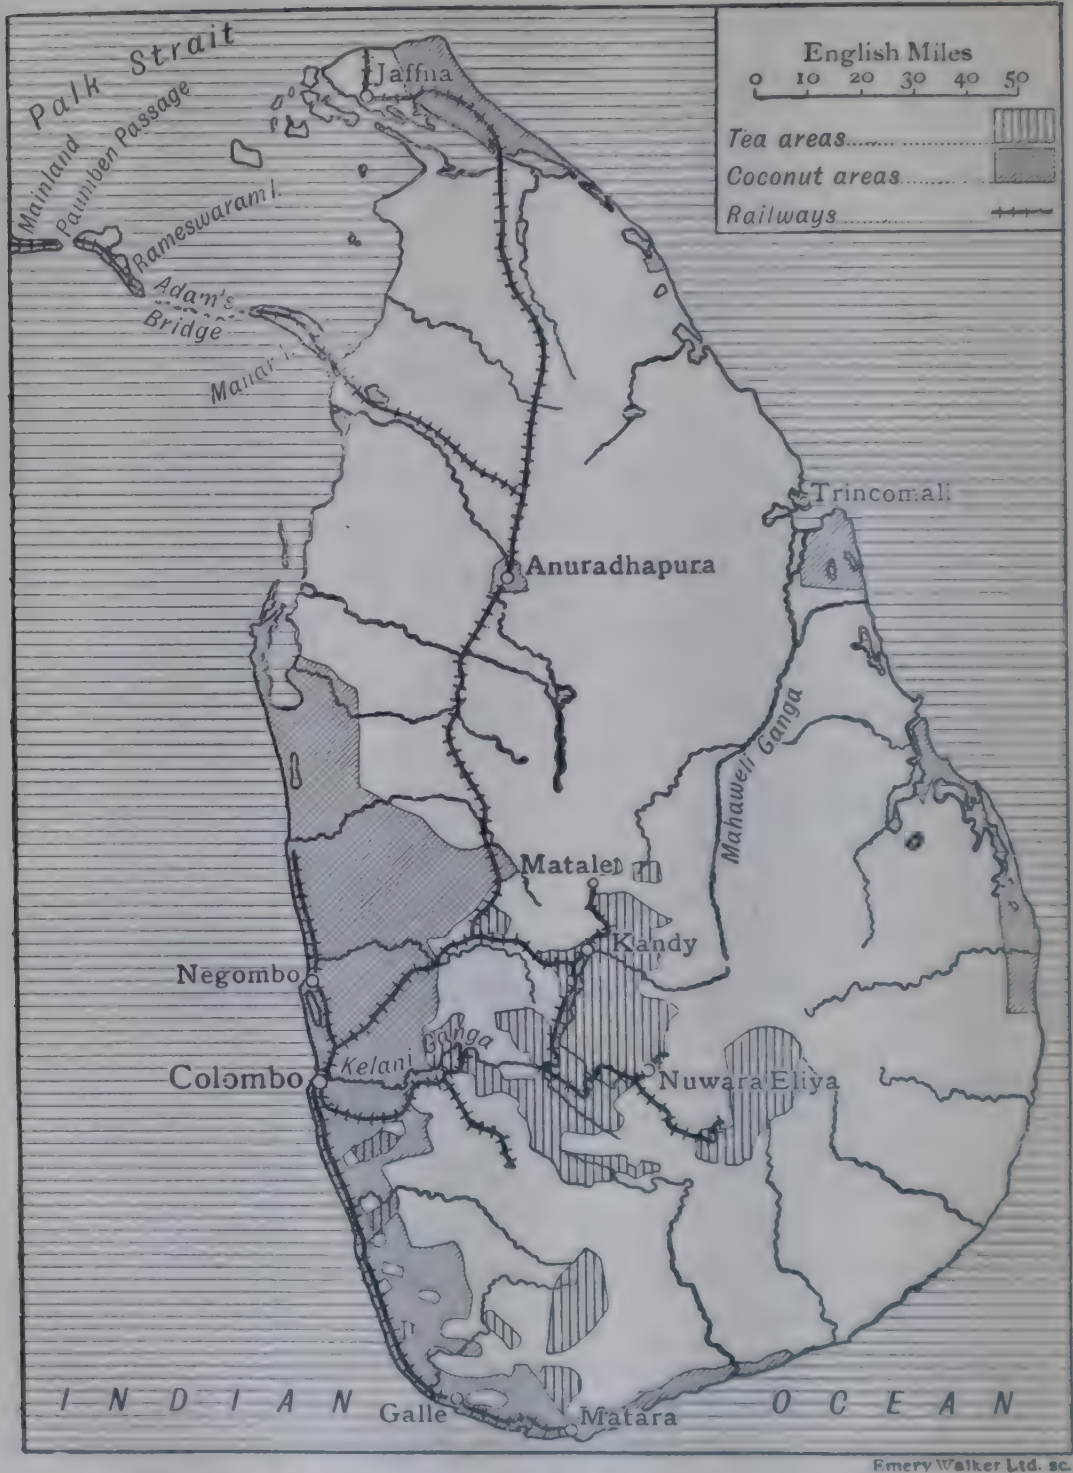 Palk Strait
Mainland
Paumben Passage
Rameswaram I.
Adam's
Bridge
Manar I.
Jaffna
English Miles
0 10 20 30 40 50
Tea areas
Coconut areas
Railways
Trincomali
Anuradhapura
Mahaweli Ganga
Matale
Kandy
Negombo
Kelani Ganga
Colombo
Nuwara Eliya
Galle
Matara
INDIAN OCEAN
Emery Walker Ltd. sc.